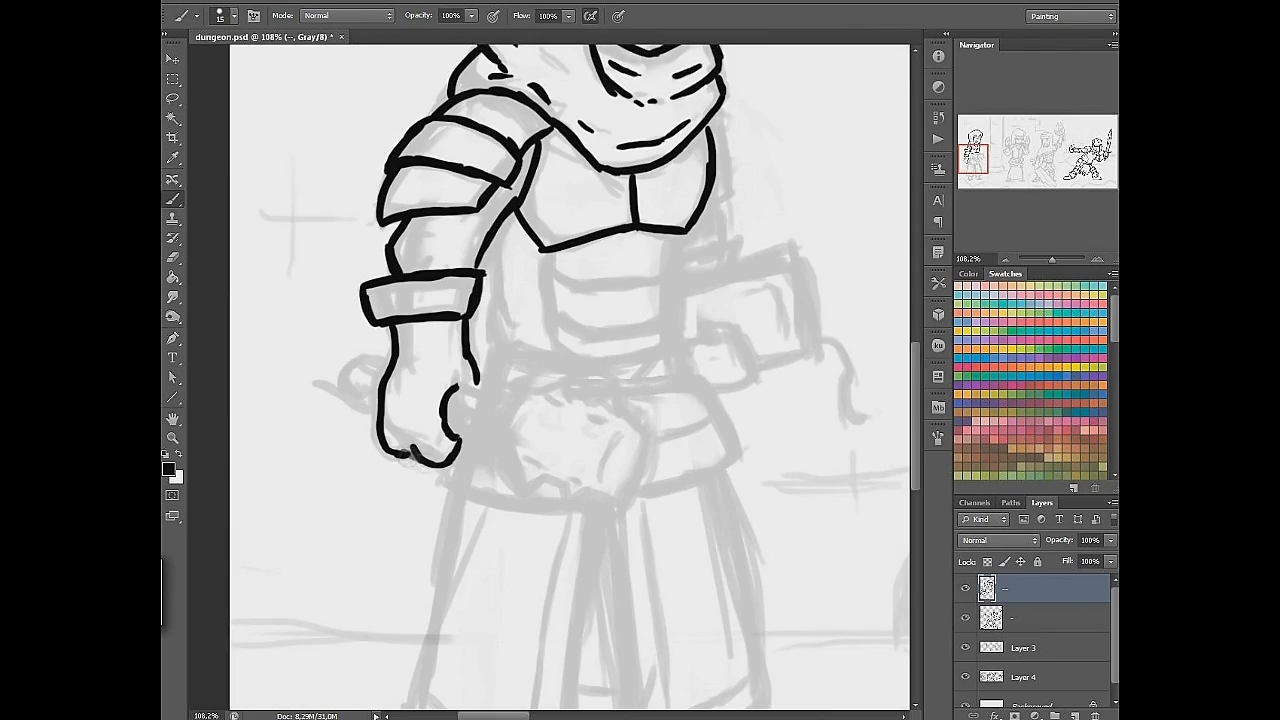 15 Mode: Normal Opacity: 100% Flow: 100% Painting
dungeon.psd @ 108% (--, Gray/8) * ×
Navigator
108,2%
Color Swatches
Channels Paths Layers
Kind
Normal Opacity: 100%
Lock: Fill: 100%
--
-
Layer 3
Layer 4
Background
108,2% Doc: 8,29M/31,0M